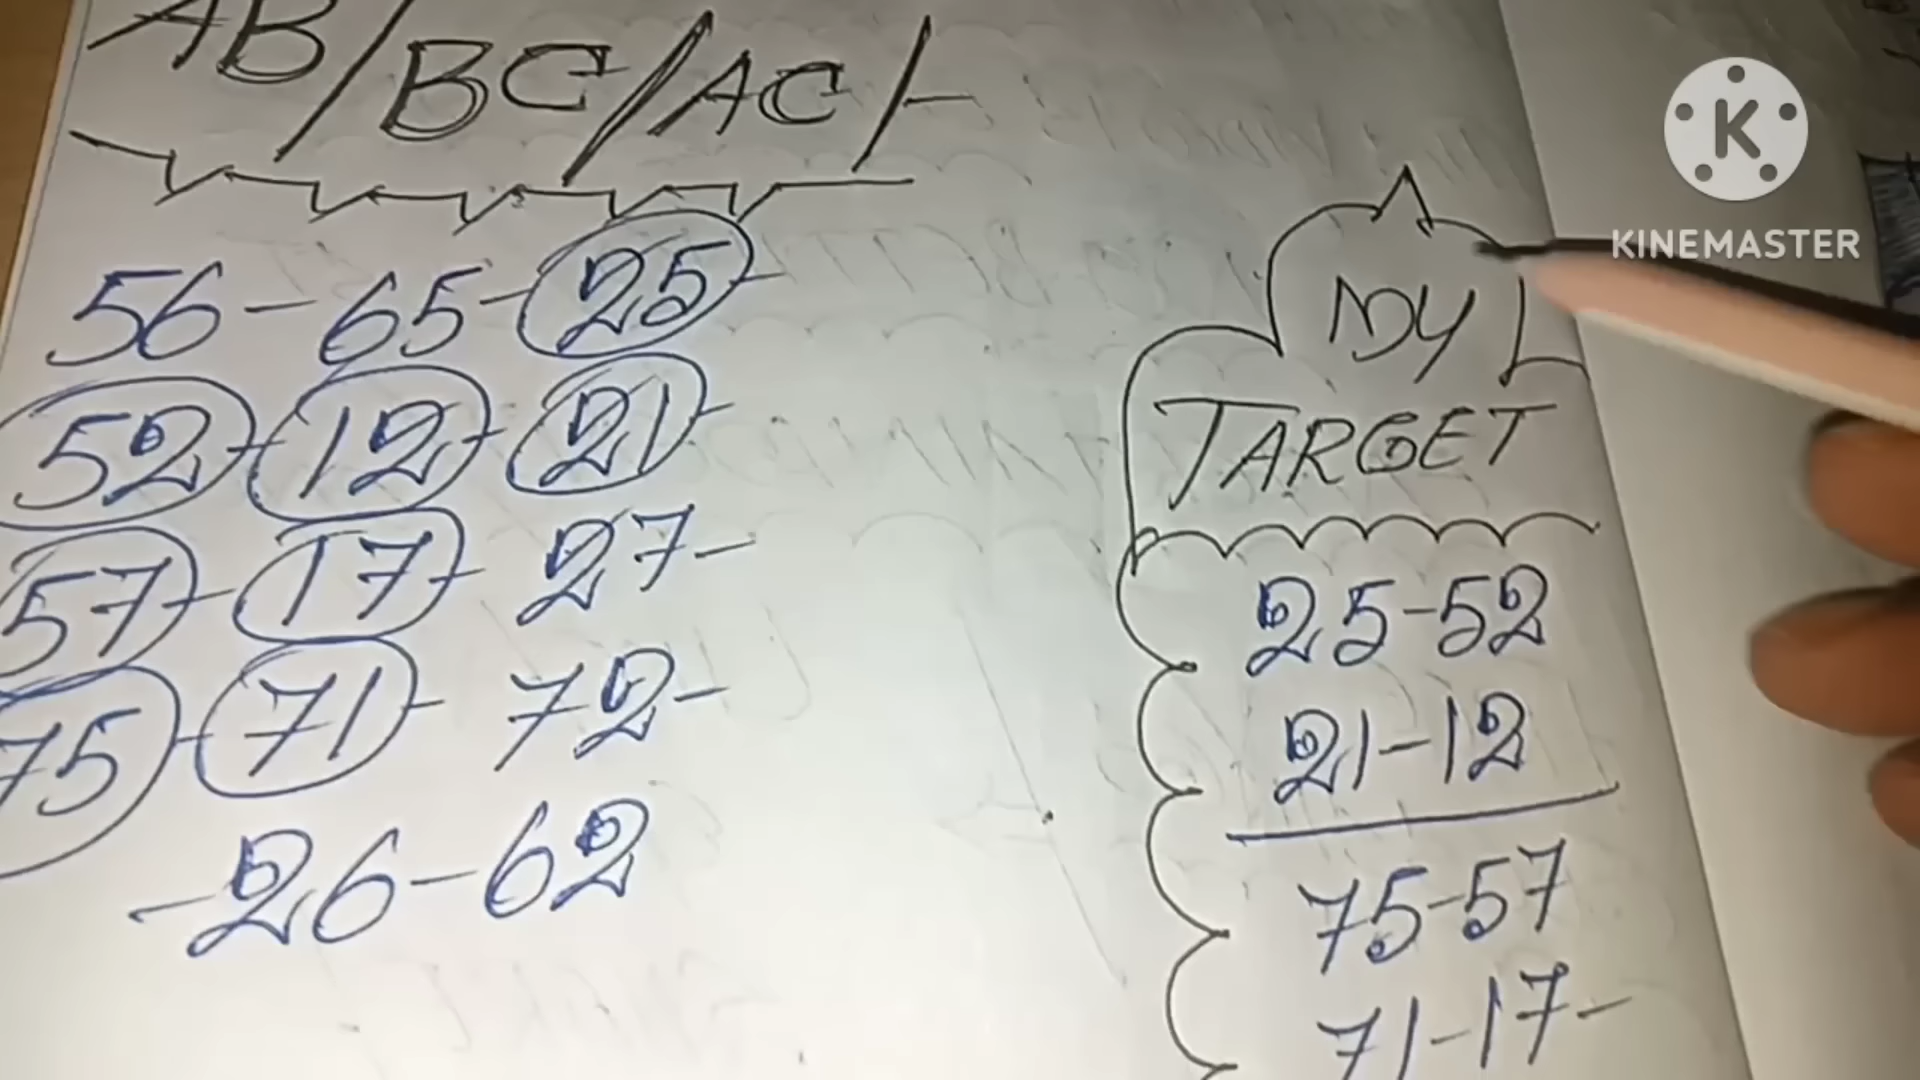 AB/BC/AC/-
56-65-25-
52-12-21-
57-17-27-
75-71-72-
-26-62
MY
TARGET
25-52
21-12
75-57
71-17-
K
KINEMASTER